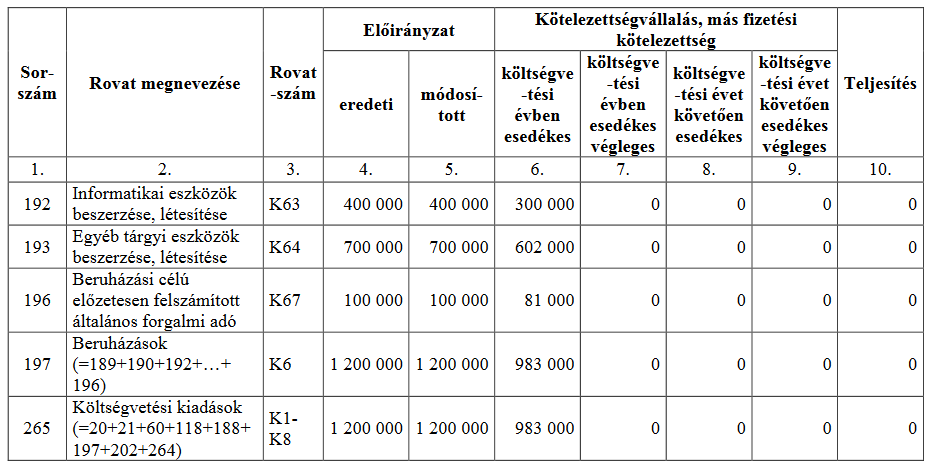 Sor-
szám
Rovat megnevezése
Rovat
-szám
Előirányzat
Kötelezettségvállalás, más fizetési
kötelezettség
Teljesítés
eredeti
módosí-
tott
költségve
-tési
évben
esedékes
költségve
-tési
évben
esedékes
végleges
költségve
-tési évet
követően
esedékes
költségve
-tési évet
követően
esedékes
végleges
1. 2. 3. 4. 5. 6. 7. 8. 9. 10.
192 Informatikai eszközök
beszerzése, létesítése K63 400 000 400 000 300 000 0 0 0 0
193 Egyéb tárgyi eszközök
beszerzése, létesítése K64 700 000 700 000 602 000 0 0 0 0
196 Beruházási célú
előzetesen felszámított
általános forgalmi adó K67 100 000 100 000 81 000 0 0 0 0
197 Beruházások
(=189+190+192+…+
196) K6 1 200 000 1 200 000 983 000 0 0 0 0
265 Költségvetési kiadások
(=20+21+60+118+188+
197+202+264) K1-
K8 1 200 000 1 200 000 983 000 0 0 0 0